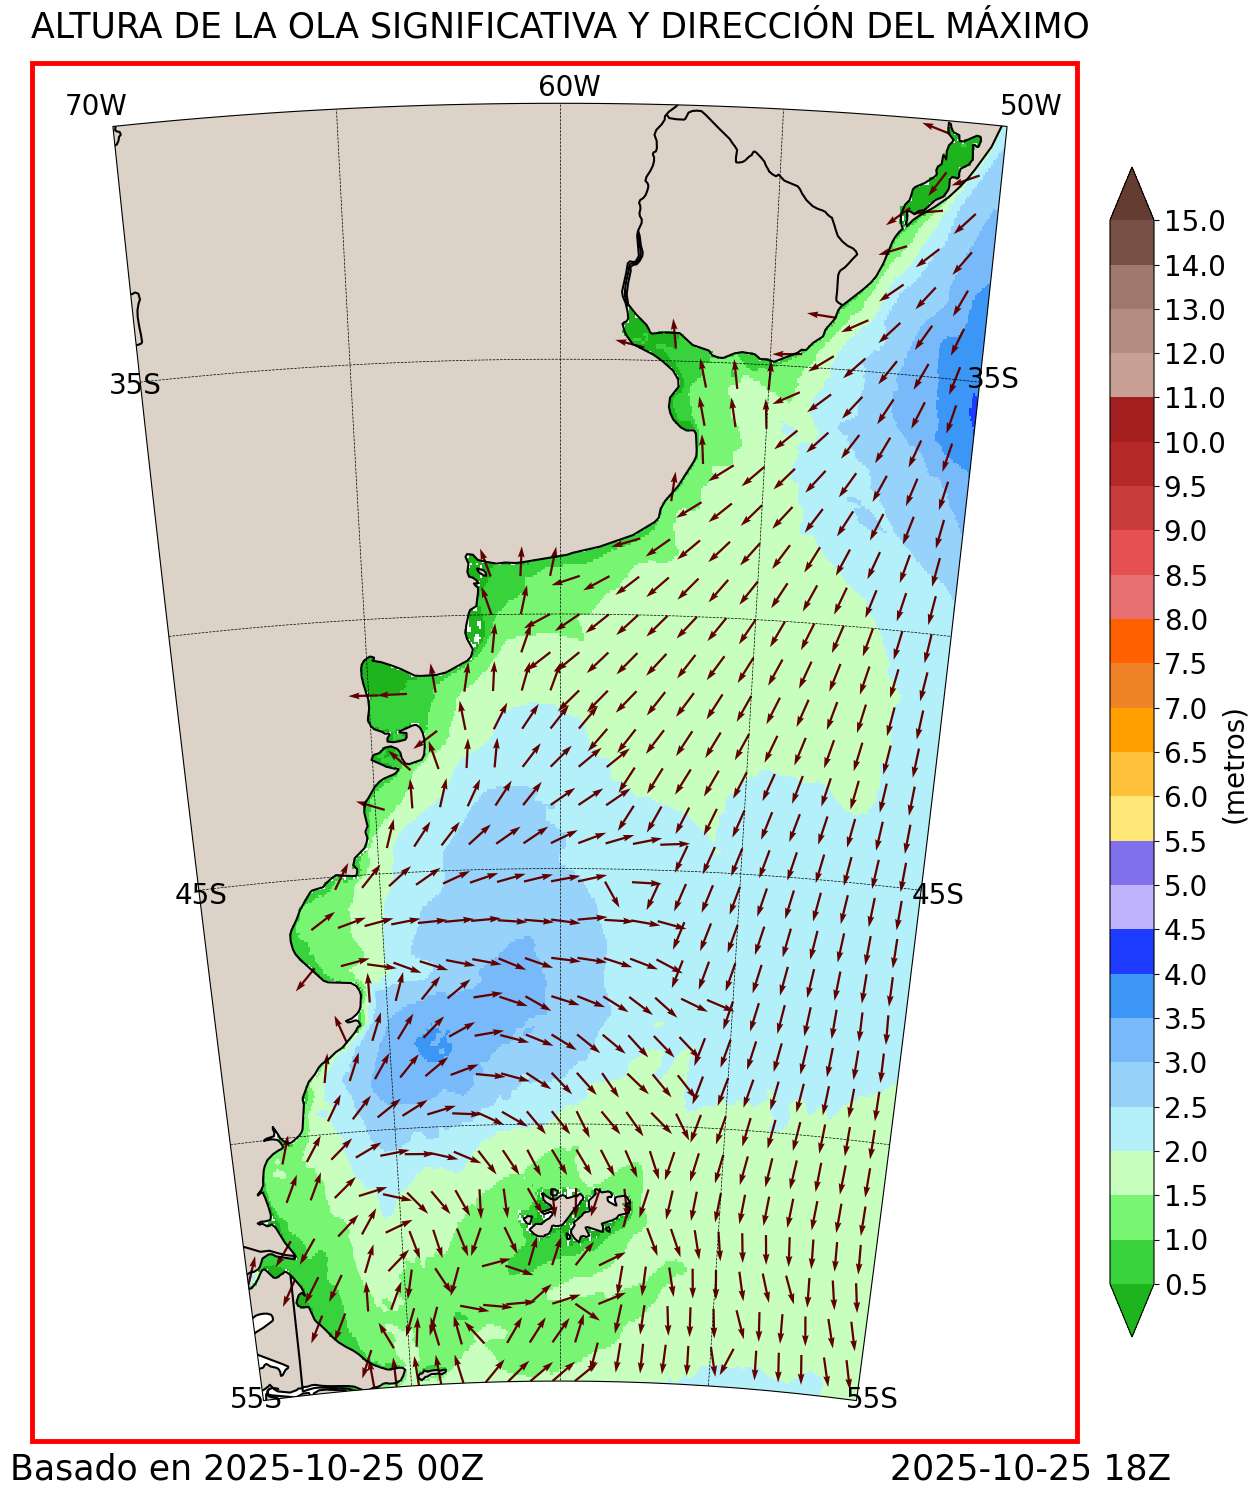 ALTURA DE LA OLA SIGNIFICATIVA Y DIRECCIÓN DEL MÁXIMO
70W
60W
50W
35S
35S
45S
45S
55S
55S
15.0
14.0
13.0
12.0
11.0
10.0
9.5
9.0
8.5
8.0
7.5
7.0
6.5
6.0
5.5
5.0
4.5
4.0
3.5
3.0
2.5
2.0
1.5
1.0
0.5
(metros)
Basado en 2025-10-25 00Z
2025-10-25 18Z